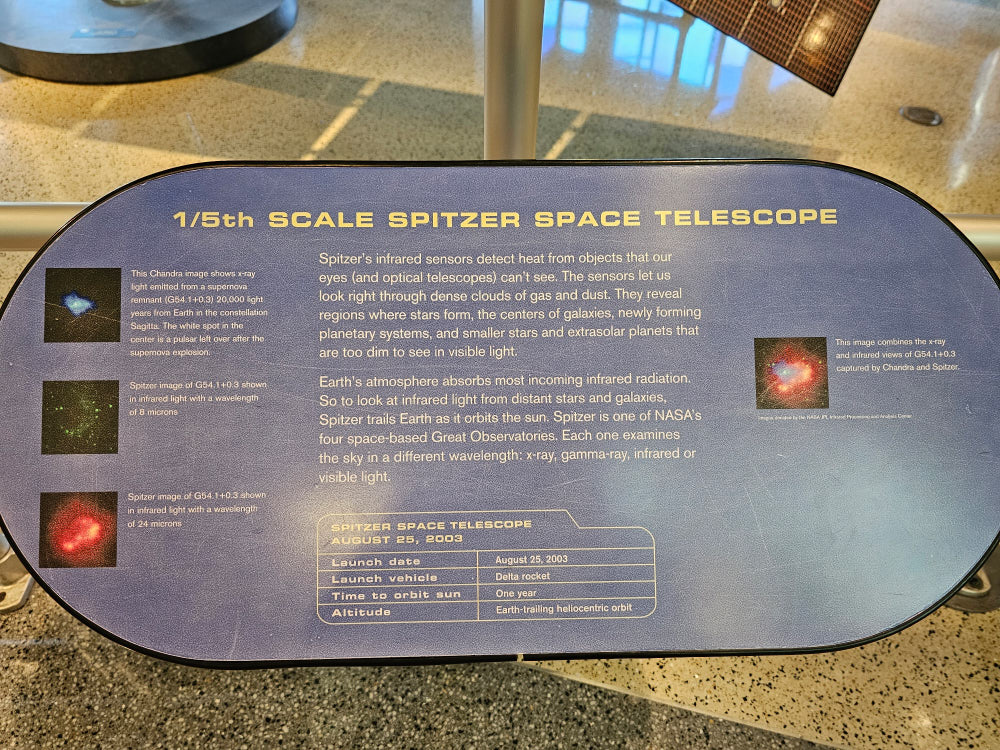 1/5th SCALE SPITZER SPACE TELESCOPE
This Chandra image shows x-ray
light emitted from a supernova
remnant (G54.1+0.3) 20,000 light
years from Earth in the constellation
Sagitta. The white spot in the
center is a pulsar left over after the
supernova explosion.
Spitzer image of G54.1+0.3 shown
in infrared light with a wavelength
of 8 microns
Spitzer image of G54.1+0.3 shown
in infrared light with a wavelength
of 24 microns
Spitzer's infrared sensors detect heat from objects that our
eyes (and optical telescopes) can't see. The sensors let us
look right through dense clouds of gas and dust. They reveal
regions where stars form, the centers of galaxies, newly forming
planetary systems, and smaller stars and extrasolar planets that
are too dim to see in visible light.
Earth's atmosphere absorbs most incoming infrared radiation.
So to look at infrared light from distant stars and galaxies,
Spitzer trails Earth as it orbits the sun. Spitzer is one of NASA's
four space-based Great Observatories. Each one examines
the sky in a different wavelength: x-ray, gamma-ray, infrared or
visible light.
SPITZER SPACE TELESCOPE
AUGUST 25, 2003
Launch date August 25, 2003
Launch vehicle Delta rocket
Time to orbit sun One year
Altitude Earth-trailing heliocentric orbit
This image combines the x-ray
and infrared views of G54.1+0.3
captured by Chandra and Spitzer.
Images provided by the NASA JPL Infrared Processing and Analysis Center